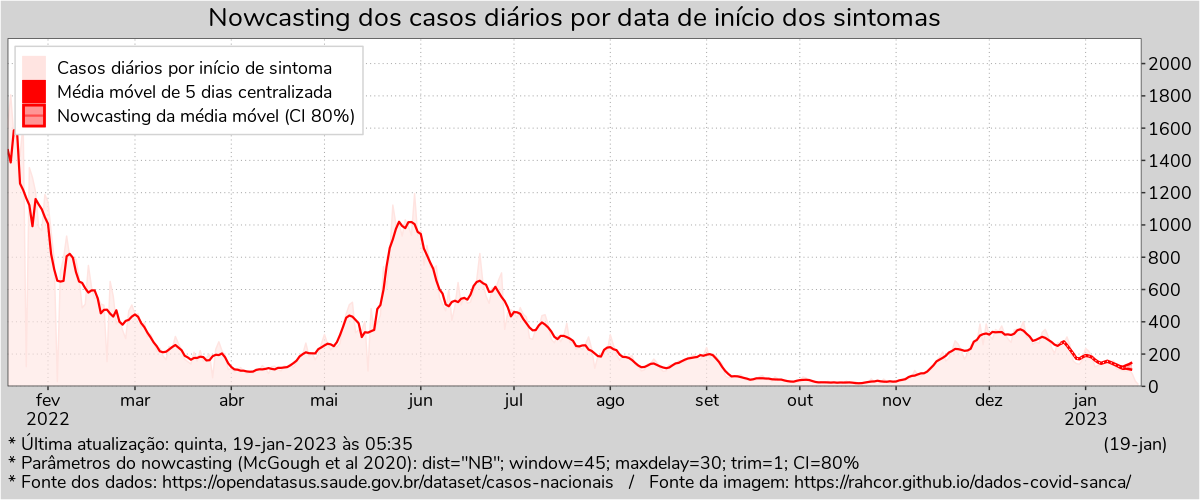 Nowcasting dos casos diários por data de início dos sintomas
Casos diários por início de sintoma
Média móvel de 5 dias centralizada
Nowcasting da média móvel (CI 80%)
2000
1800
1600
1400
1200
1000
800
600
400
200
0
fev mar abr mai jun jul ago set out nov dez jan
2022 2023
* Última atualização: quinta, 19-jan-2023 às 05:35 (19-jan)
* Parâmetros do nowcasting (McGough et al 2020): dist="NB"; window=45; maxdelay=30; trim=1; CI=80%
* Fonte dos dados: https://opendatasus.saude.gov.br/dataset/casos-nacionais / Fonte da imagem: https://rahcor.github.io/dados-covid-sanca/